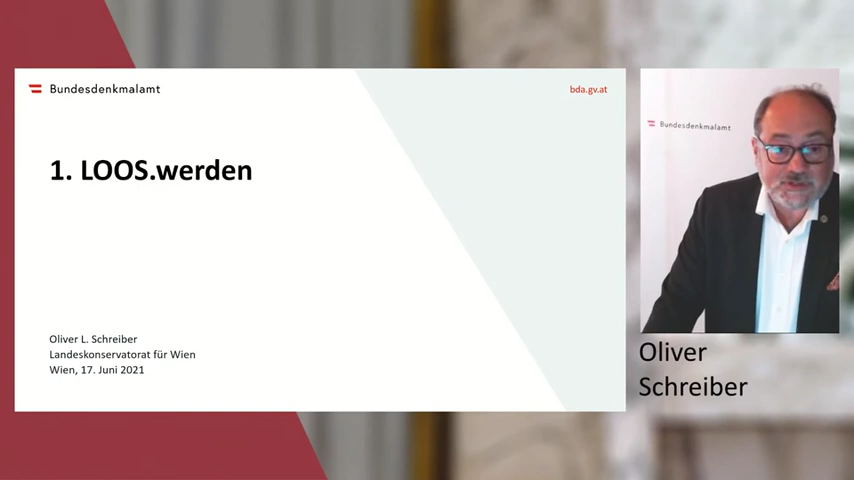 Bundesdenkmalamt
bda.gv.at
1. LOOS.werden
Oliver L. Schreiber
Landeskonservatorat für Wien
Wien, 17. Juni 2021
Bundesdenkmalamt
Oliver
Schreiber